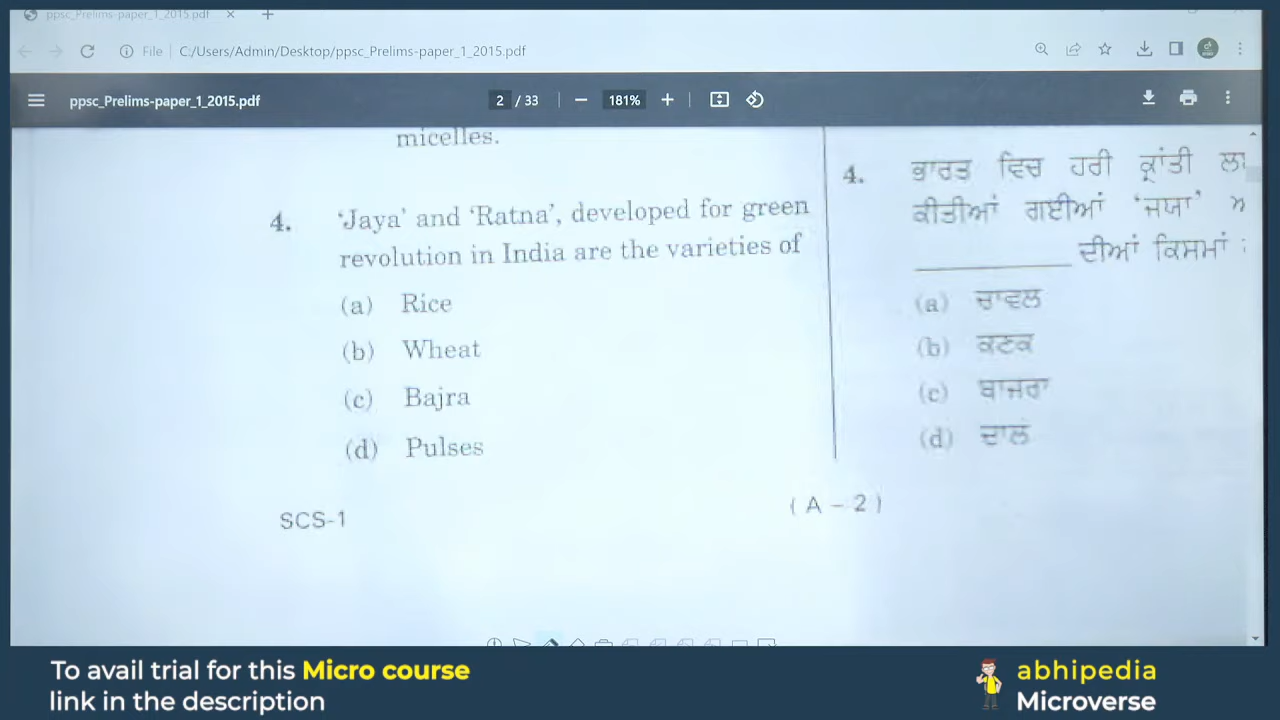 ppsc_Prelims-paper_1_2015.pdf
File
C:/Users/Admin/Desktop/ppsc_Prelims-paper_1_2015.pdf
ppsc_Prelims-paper_1_2015.pdf
2 / 33
181%
micelles.
4. 'Jaya' and 'Ratna', developed for green
revolution in India are the varieties of
(a) Rice
(b) Wheat
(c) Bajra
(d) Pulses
SCS-1
( A – 2 )
4. ਭਾਰਤ ਵਿਚ ਹਰੀ ਕ੍ਰਾਂਤੀ
ਕੀਤੀਆਂ ਗਈਆਂ 'ਜਯਾ'
__________ ਦੀਆਂ ਕਿਸਮਾਂ
(a) ਚਾਵਲ
(b) ਕਣਕ
(c) ਬਾਜਰਾ
(d) ਦਾਲ
To avail trial for this Micro course
link in the description
abhipedia
Microverse